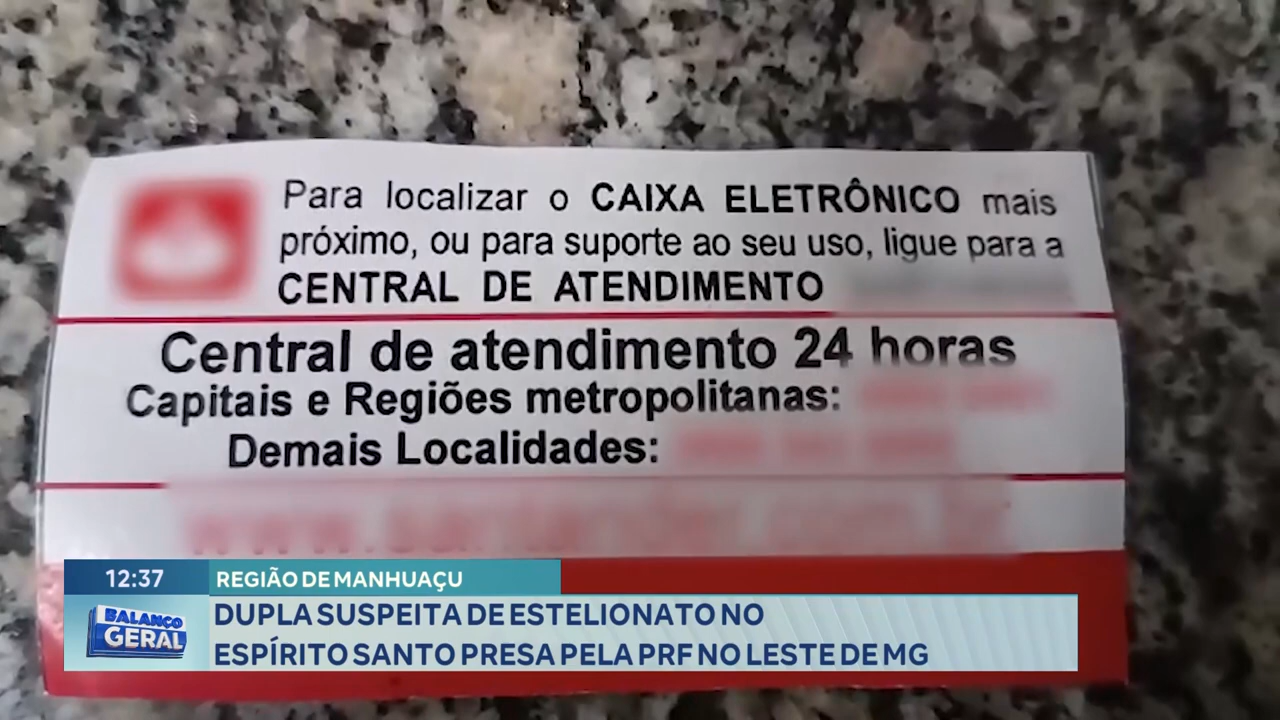 Para localizar o CAIXA ELETRÔNICO mais
próximo, ou para suporte ao seu uso, ligue para a
CENTRAL DE ATENDIMENTO
Central de atendimento 24 horas
Capitais e Regiões metropolitanas:
Demais Localidades:
12:37
REGIÃO DE MANHUAÇU
BALANÇO
GERAL
DUPLA SUSPEITA DE ESTELIONATO NO
ESPÍRITO SANTO PRESA PELA PRF NO LESTE DE MG